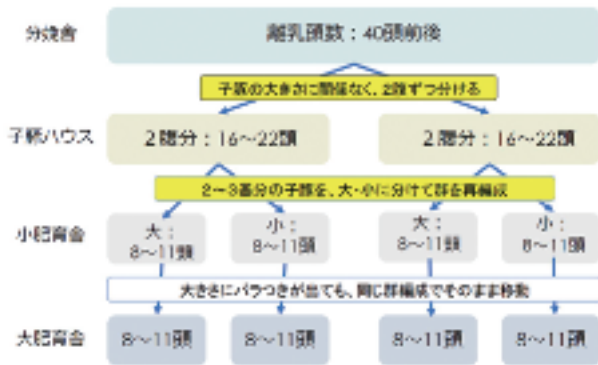 分娩舎
離乳頭数：40頭前後
子豚の大きさに関係なく、2腹ずつ分ける
子豚ハウス
2腹分：16～22頭
2腹分：16～22頭
2～3腹分の子豚を、大・小に分けて群を再編成
小肥育舎
大：
8～11頭
小：
8～11頭
大：
8～11頭
小：
8～11頭
大きさにバラつきが出ても、同じ群編成でそのまま移動
大肥育舎
8～11頭
8～11頭
8～11頭
8～11頭